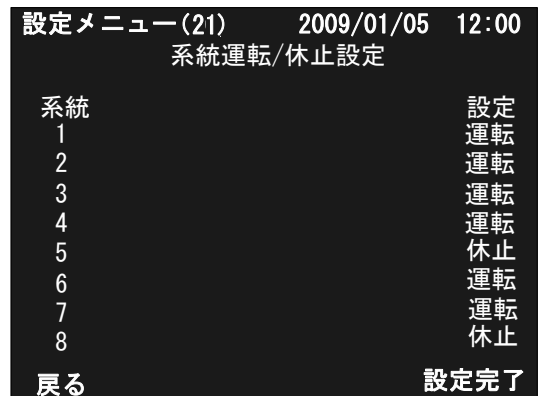 設定メニュー(21) 2009/01/05 12:00
系統運転/休止設定
系統 設定
1 運転
2 運転
3 運転
4 運転
5 休止
6 運転
7 運転
8 休止
戻る 設定完了